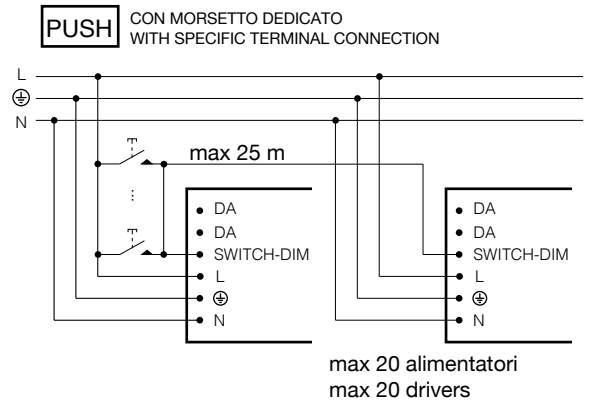 PUSH
CON MORSETTO DEDICATO
WITH SPECIFIC TERMINAL CONNECTION
L
N
max 25 m
...
DA
DA
SWITCH-DIM
L
N
DA
DA
SWITCH-DIM
L
N
max 20 alimentatori
max 20 drivers